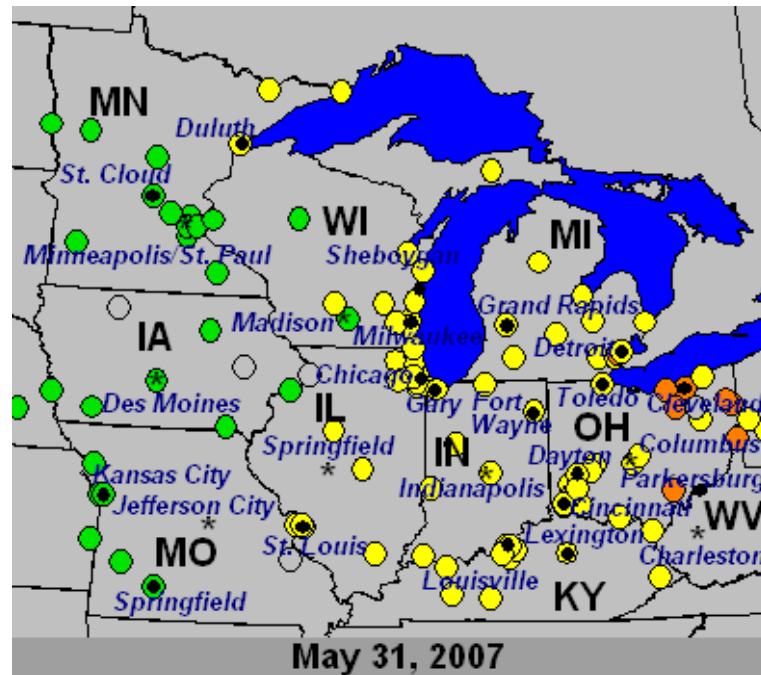 MN
Duluth
St. Cloud
WI
MI
Minneapolis/St. Paul
Sheboygan
Grand Rapids
IA
Madison
Milwaukee
Detroit
Chicago
Des Moines
IL
Gary
Fort Wayne
Toledo
Cleveland
OH
Springfield
IN
Dayton
Columbus
Kansas City
Indianapolis
Parkersburg
Jefferson City
Cincinnati
WV
MO
St. Louis
Lexington
Charleston
Louisville
Springfield
KY
May 31, 2007